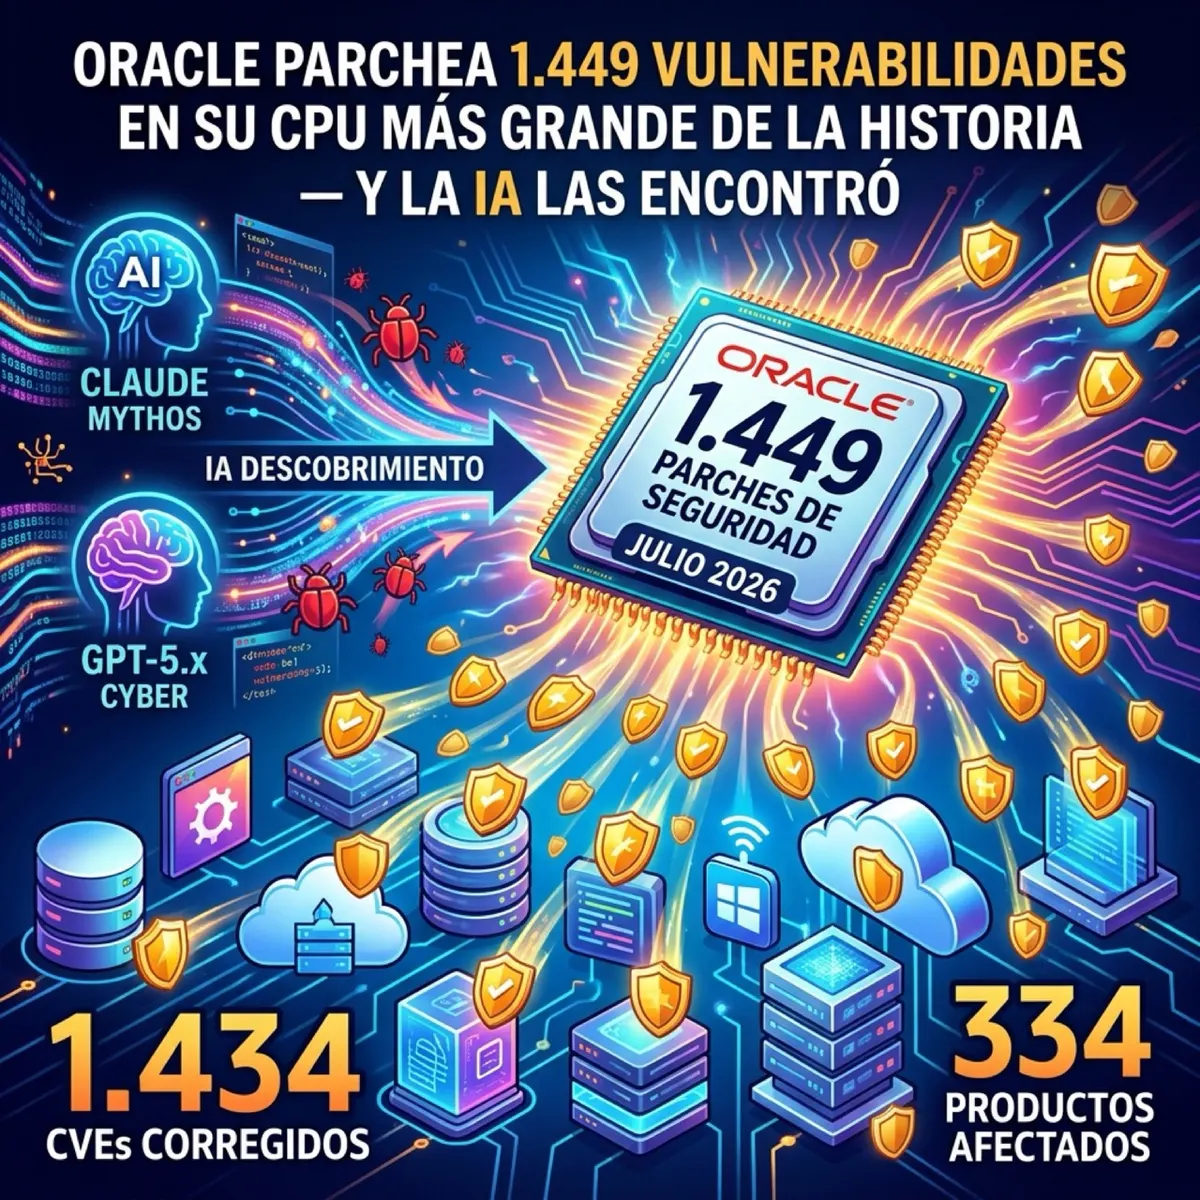 ORACLE PARCHEA 1.449 VULNERABILIDADES
EN SU CPU MÁS GRANDE DE LA HISTORIA
— Y LA IA LAS ENCONTRÓ
AI
CLAUDE
MYTHOS
IA DESCOBRIMIENTO
GPT-5.x
CYBER
ORACLE
1.449
PARCHES DE
SEGURIDAD
JULIO 2026
1.434
CVEs CORREGIDOS
334
PRODUCTOS
AFECTADOS